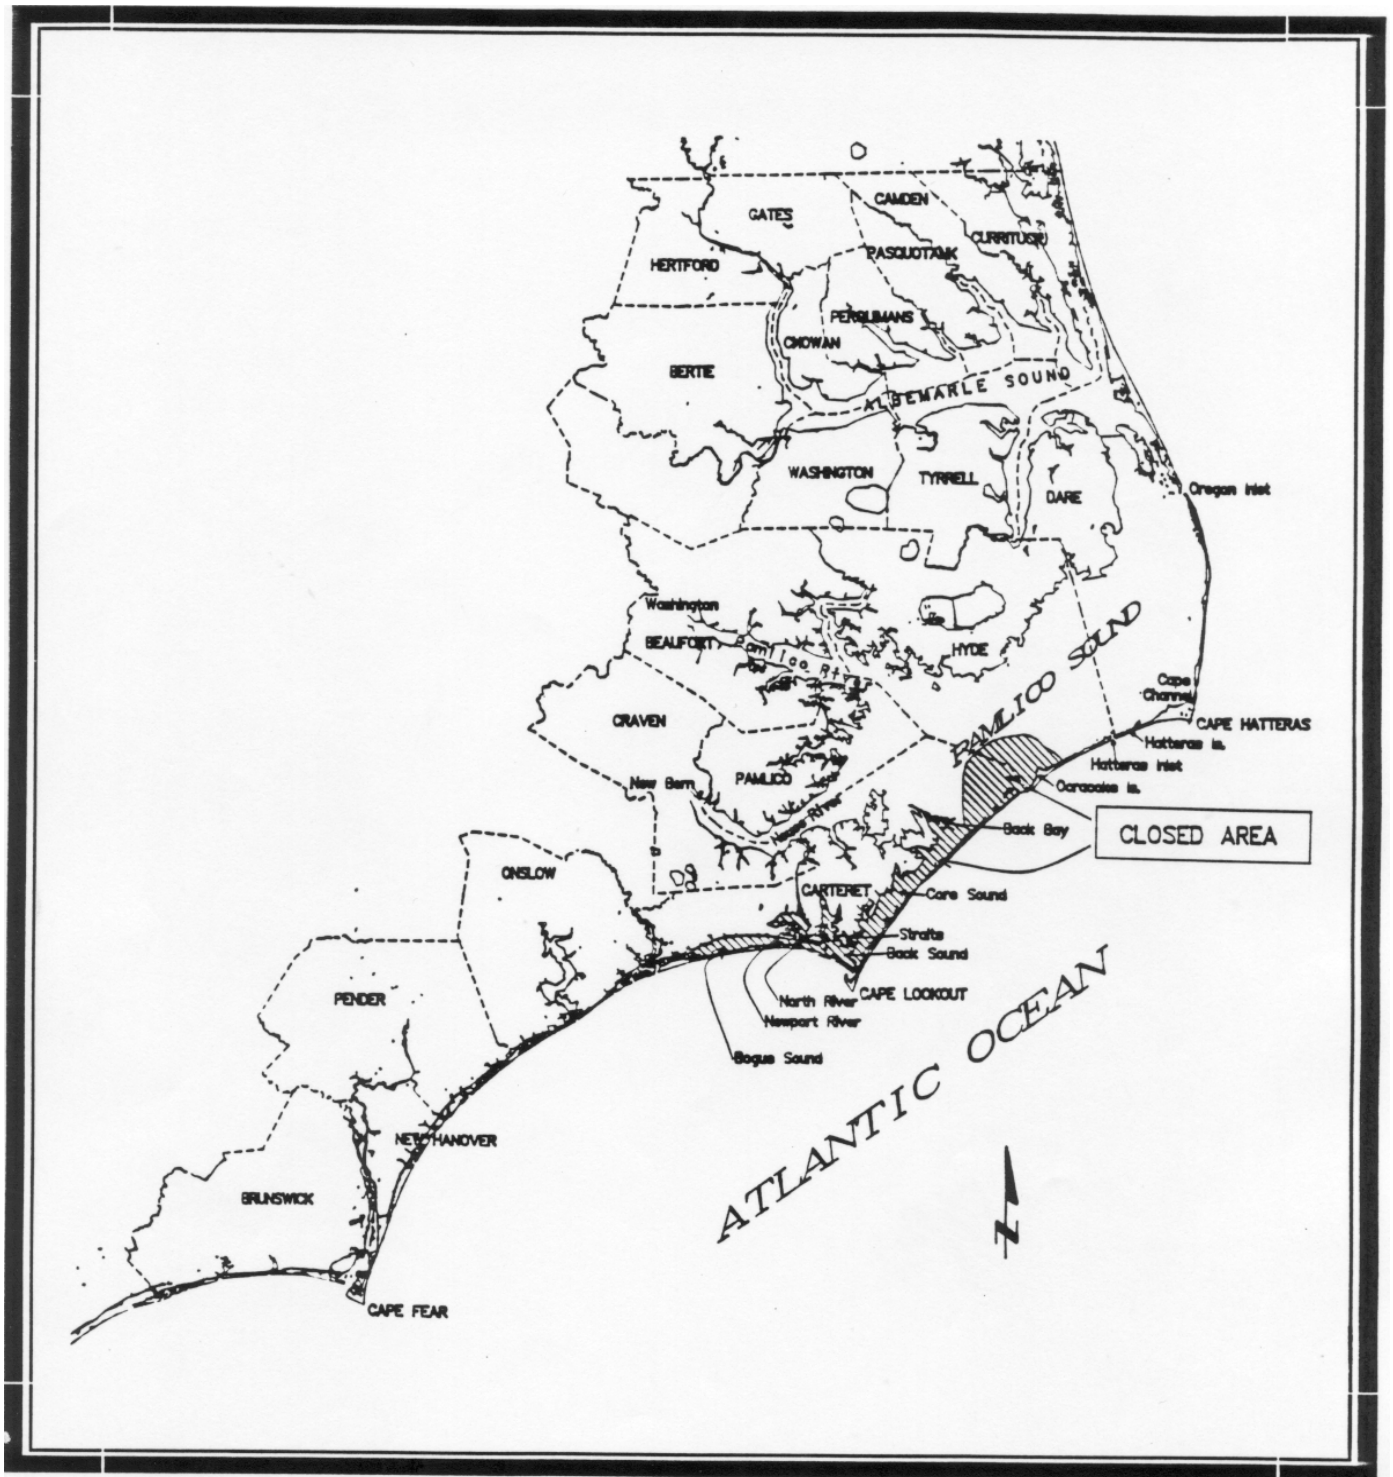 CAMDEN
GATES
CURRITUCK
PASQUOTANK
HERTFORD
PERQUIMANS
CHOWAN
BERTIE
ALBEMARLE SOUND
WASHINGTON
TYRRELL
DARE
Oregon Inlet
Washington
BEAUFORT
Pamlico
HYDE
PAMLICO SOUND
Cape
Channel
CRAVEN
CAPE HATTERAS
Hatteras is.
Hatteras Inlet
PAMLICO
New Bern
Ocracoke is.
River
Back Bay
CLOSED AREA
ONSLOW
CARTERET
Core Sound
Straits
Back Sound
PENDER
CAPE LOOKOUT
North River
Newport River
Bogue Sound
ATLANTIC OCEAN
NEW HANOVER
BRUNSWICK
N
CAPE FEAR